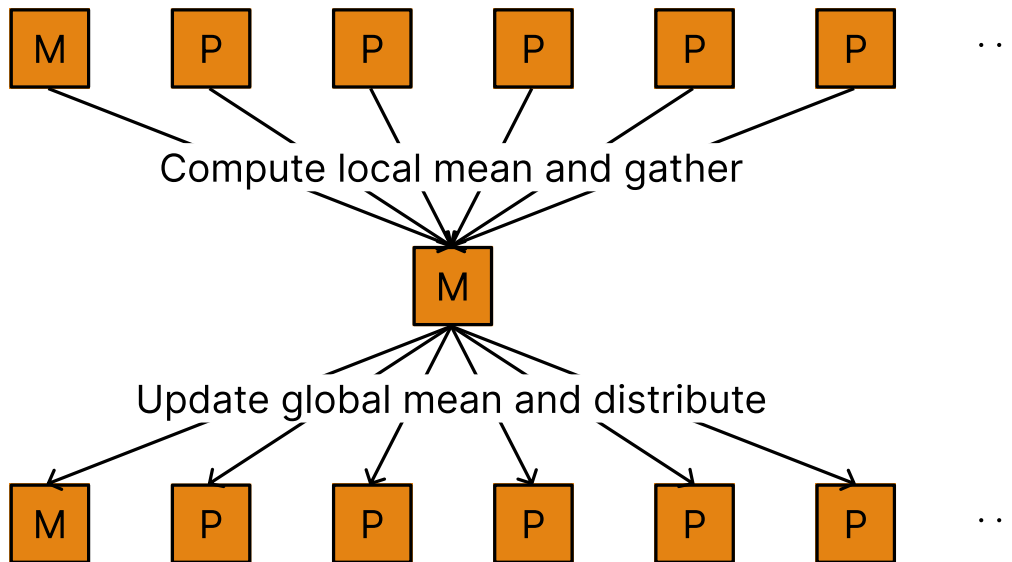 M P P P P P . .
Compute local mean and gather
M
Update global mean and distribute
M P P P P P . .